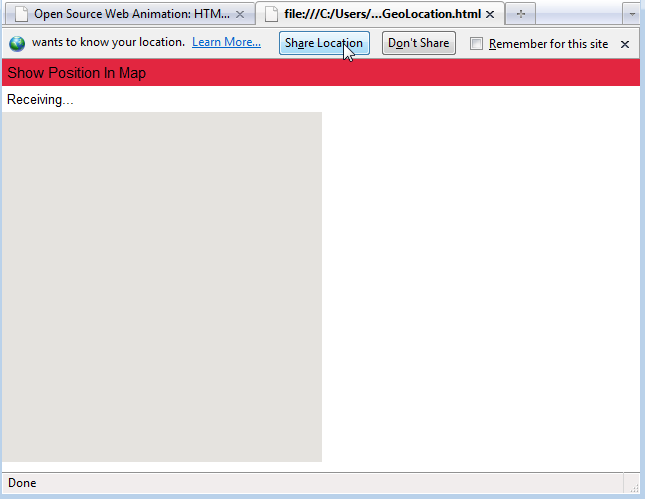 Open Source Web Animation: HTM...
file:///C:/Users/...GeoLocation.html
wants to know your location. Learn More... Share Location Don't Share Remember for this site
Show Position In Map
Receiving...
Done